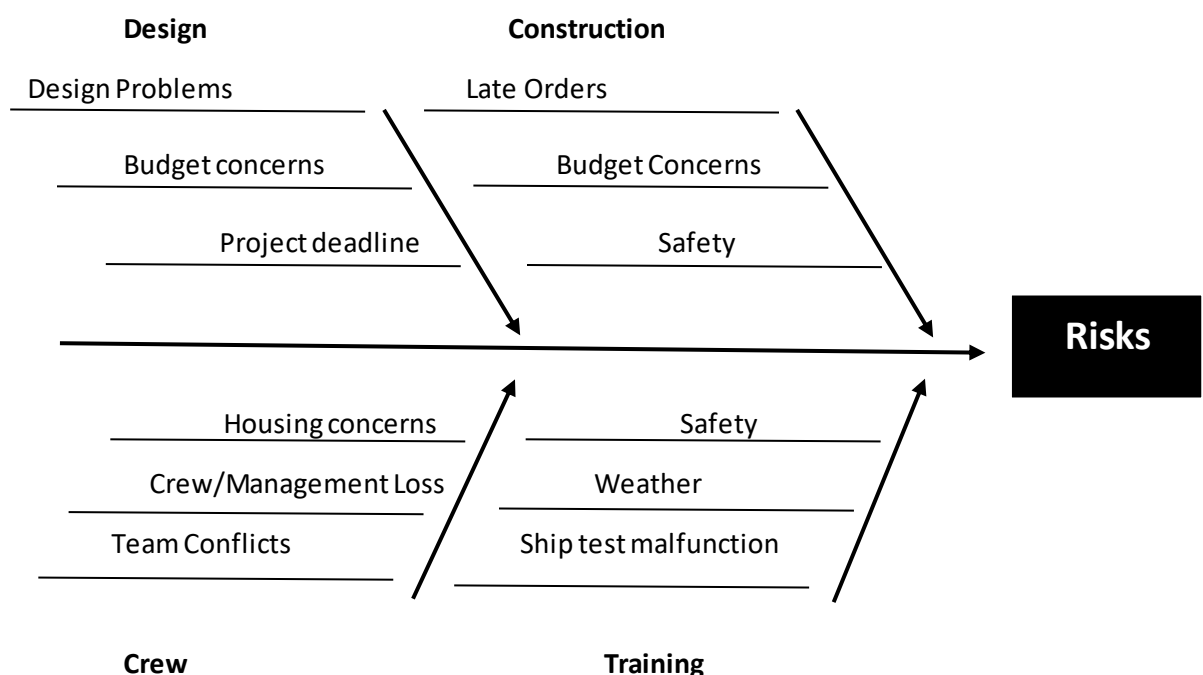 Design
Construction
Design Problems
Late Orders
Budget concerns
Budget Concerns
Project deadline
Safety
Risks
Housing concerns
Safety
Crew/Management Loss
Weather
Team Conflicts
Ship test malfunction
Crew
Training